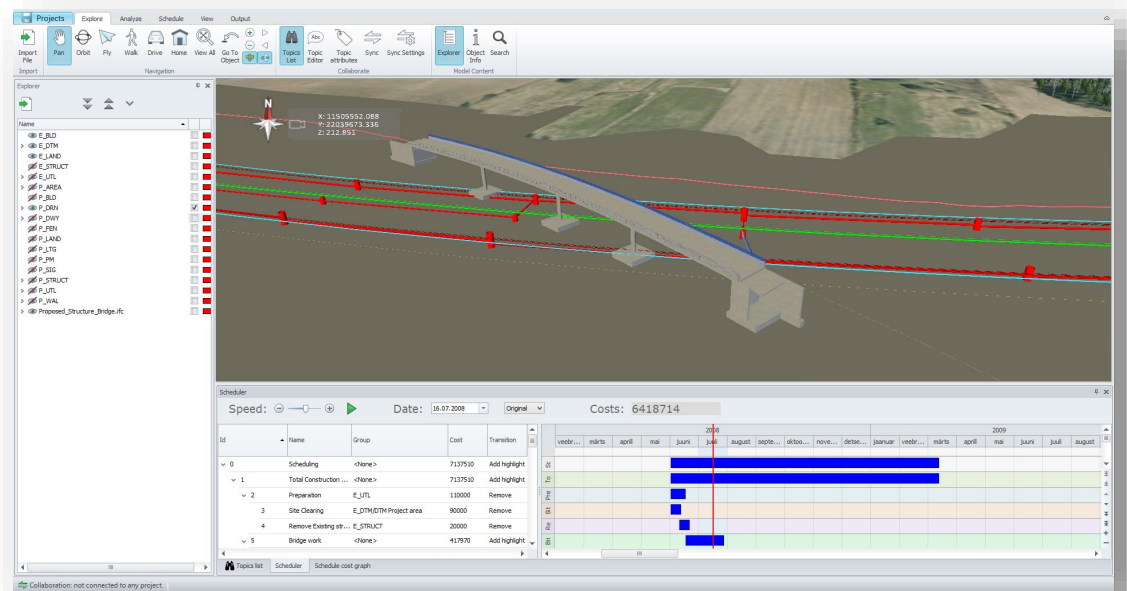 Projects Explore Analyze Schedule View Output
Import File Pan Orbit Fly Walk Drive Home View All Go To Object Topics List Abc Topic Editor Topic attributes Sync Sync Settings Explorer Object Info Search
Import Navigation Collaborate Model Content
Explorer
Name
E_BLD
E_DTM
E_LAND
E_STRUCT
E_UTL
P_AREA
P_BLD
P_DRN
P_DWY
P_FEN
P_LAND
P_LTG
P_PM
P_SIG
P_STRUCT
P_UTL
P_WAL
Proposed_Structure_Bridge.ifc
N
X: 11505552.088
Y: 22039673.336
Z: 212.851
Scheduler
Speed: Date: 16.07.2008 Original Costs: 6418714
2008 2009
Id Name Group Cost Transition
veebr... märts aprill mai juuni juuli august septe... oktoo... nove... detse... jaanuar veebr... märts aprill mai juuni juuli august
0 Scheduling <None> 7137510 Add highlight Sc
1 Total Construction ... <None> 7137510 Add highlight To
2 Preparation E_UTL 110000 Remove Pre
3 Site Clearing E_DTM/DTM Project area 90000 Remove Sit
4 Remove Existing str... E_STRUCT 20000 Remove Re
5 Bridge work <None> 417970 Add highlight Bri
Topics list Scheduler Schedule cost graph
Collaboration: not connected to any project.